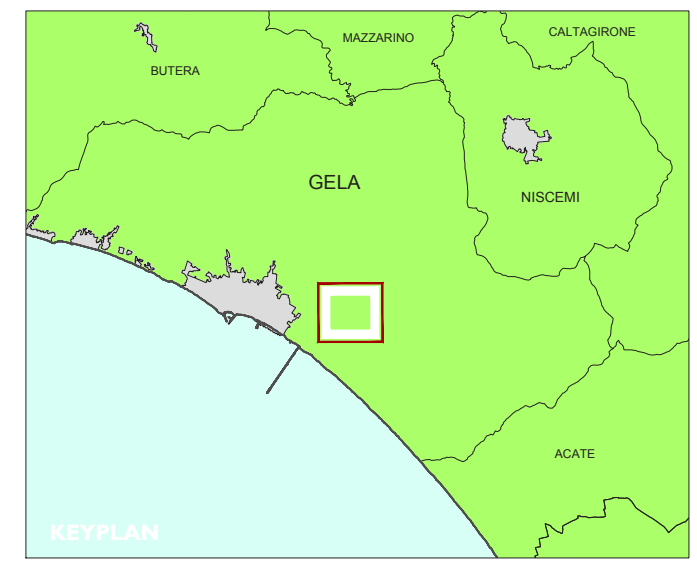 CALTAGIRONE
MAZZARINO
BUTERA
GELA
NISCEMI
ACATE
KEYPLAN